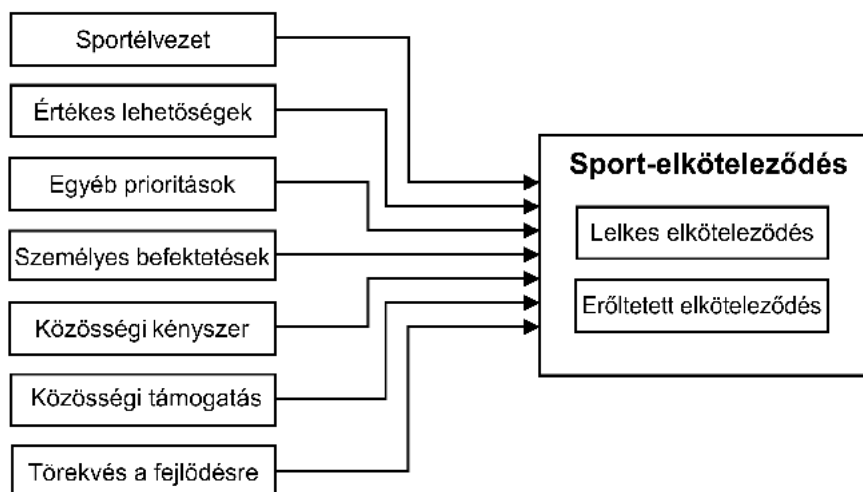 Sportélvezet
Értékes lehetőségek
Egyéb prioritások
Személyes befektetések
Közösségi kényszer
Közösségi támogatás
Törekvés a fejlődésre
Sport-elköteleződés
Lelkes elköteleződés
Erőltetett elköteleződés